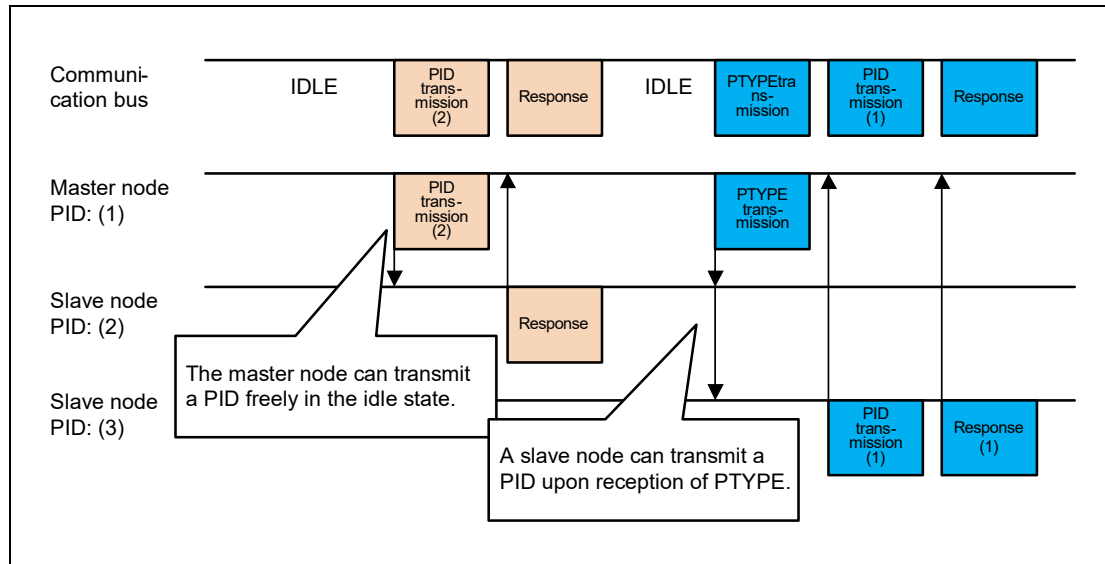 Communi-
cation bus
IDLE
PID
trans-
mission
(2)
Response
IDLE
PTYPEtra
ns-
mission
PID
trans-
mission
(1)
Response
Master node
PID: (1)
PID
trans-
mission
(2)
PTYPE
trans-
mission
Slave node
PID: (2)
Response
The master node can transmit
a PID freely in the idle state.
Slave node
PID: (3)
A slave node can transmit a
PID upon reception of PTYPE.
PID
trans-
mission
(1)
Response
(1)